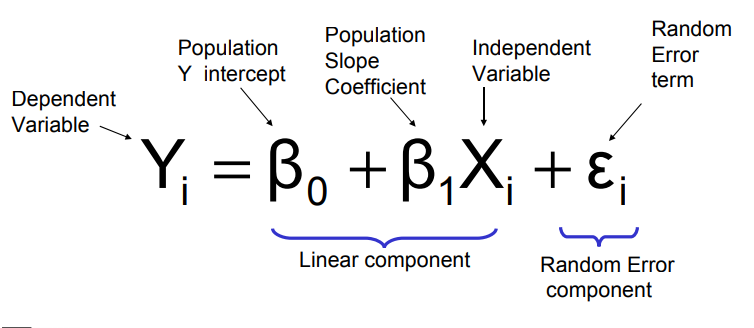 Population
Y intercept
Population
Slope
Coefficient
Independent
Variable
Random
Error
term
Dependent
Variable
Yᵢ = β₀ + β₁Xᵢ + εᵢ
Linear component
Random Error
component